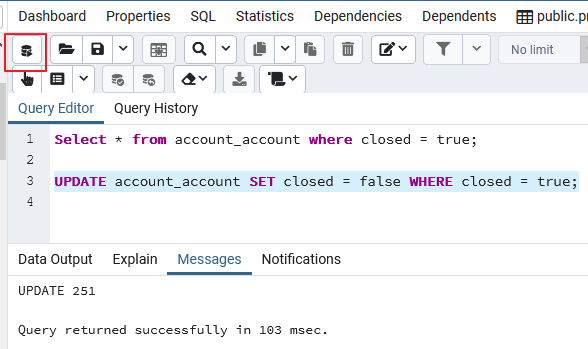 Dashboard Properties SQL Statistics Dependencies Dependents public.p
No limit
Query Editor Query History
1 Select * from account_account where closed = true;
2
3 UPDATE account_account SET closed = false WHERE closed = true;
4
Data Output Explain Messages Notifications
UPDATE 251
Query returned successfully in 103 msec.